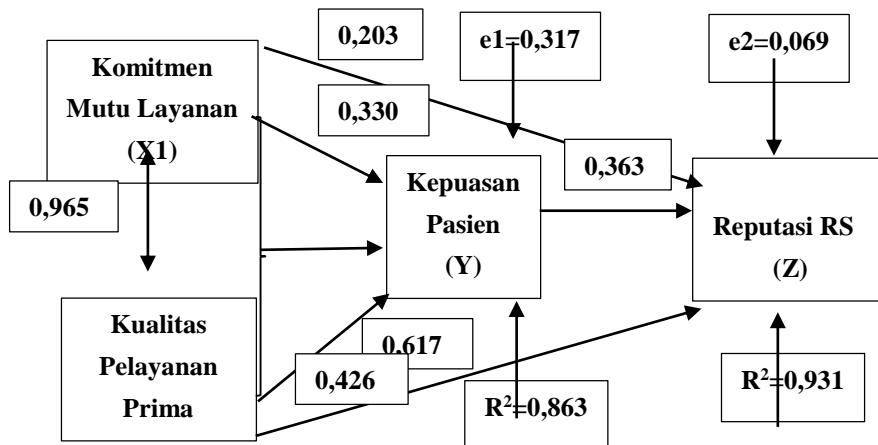 0,203
e1=0,317
e2=0,069
Komitmen
Mutu Layanan
(X1)
0,330
0,363
0,965
Kepuasan
Pasien
(Y)
Reputasi RS
(Z)
Kualitas
Pelayanan
Prima
0,617
0,426
R²=0,863
R²=0,931